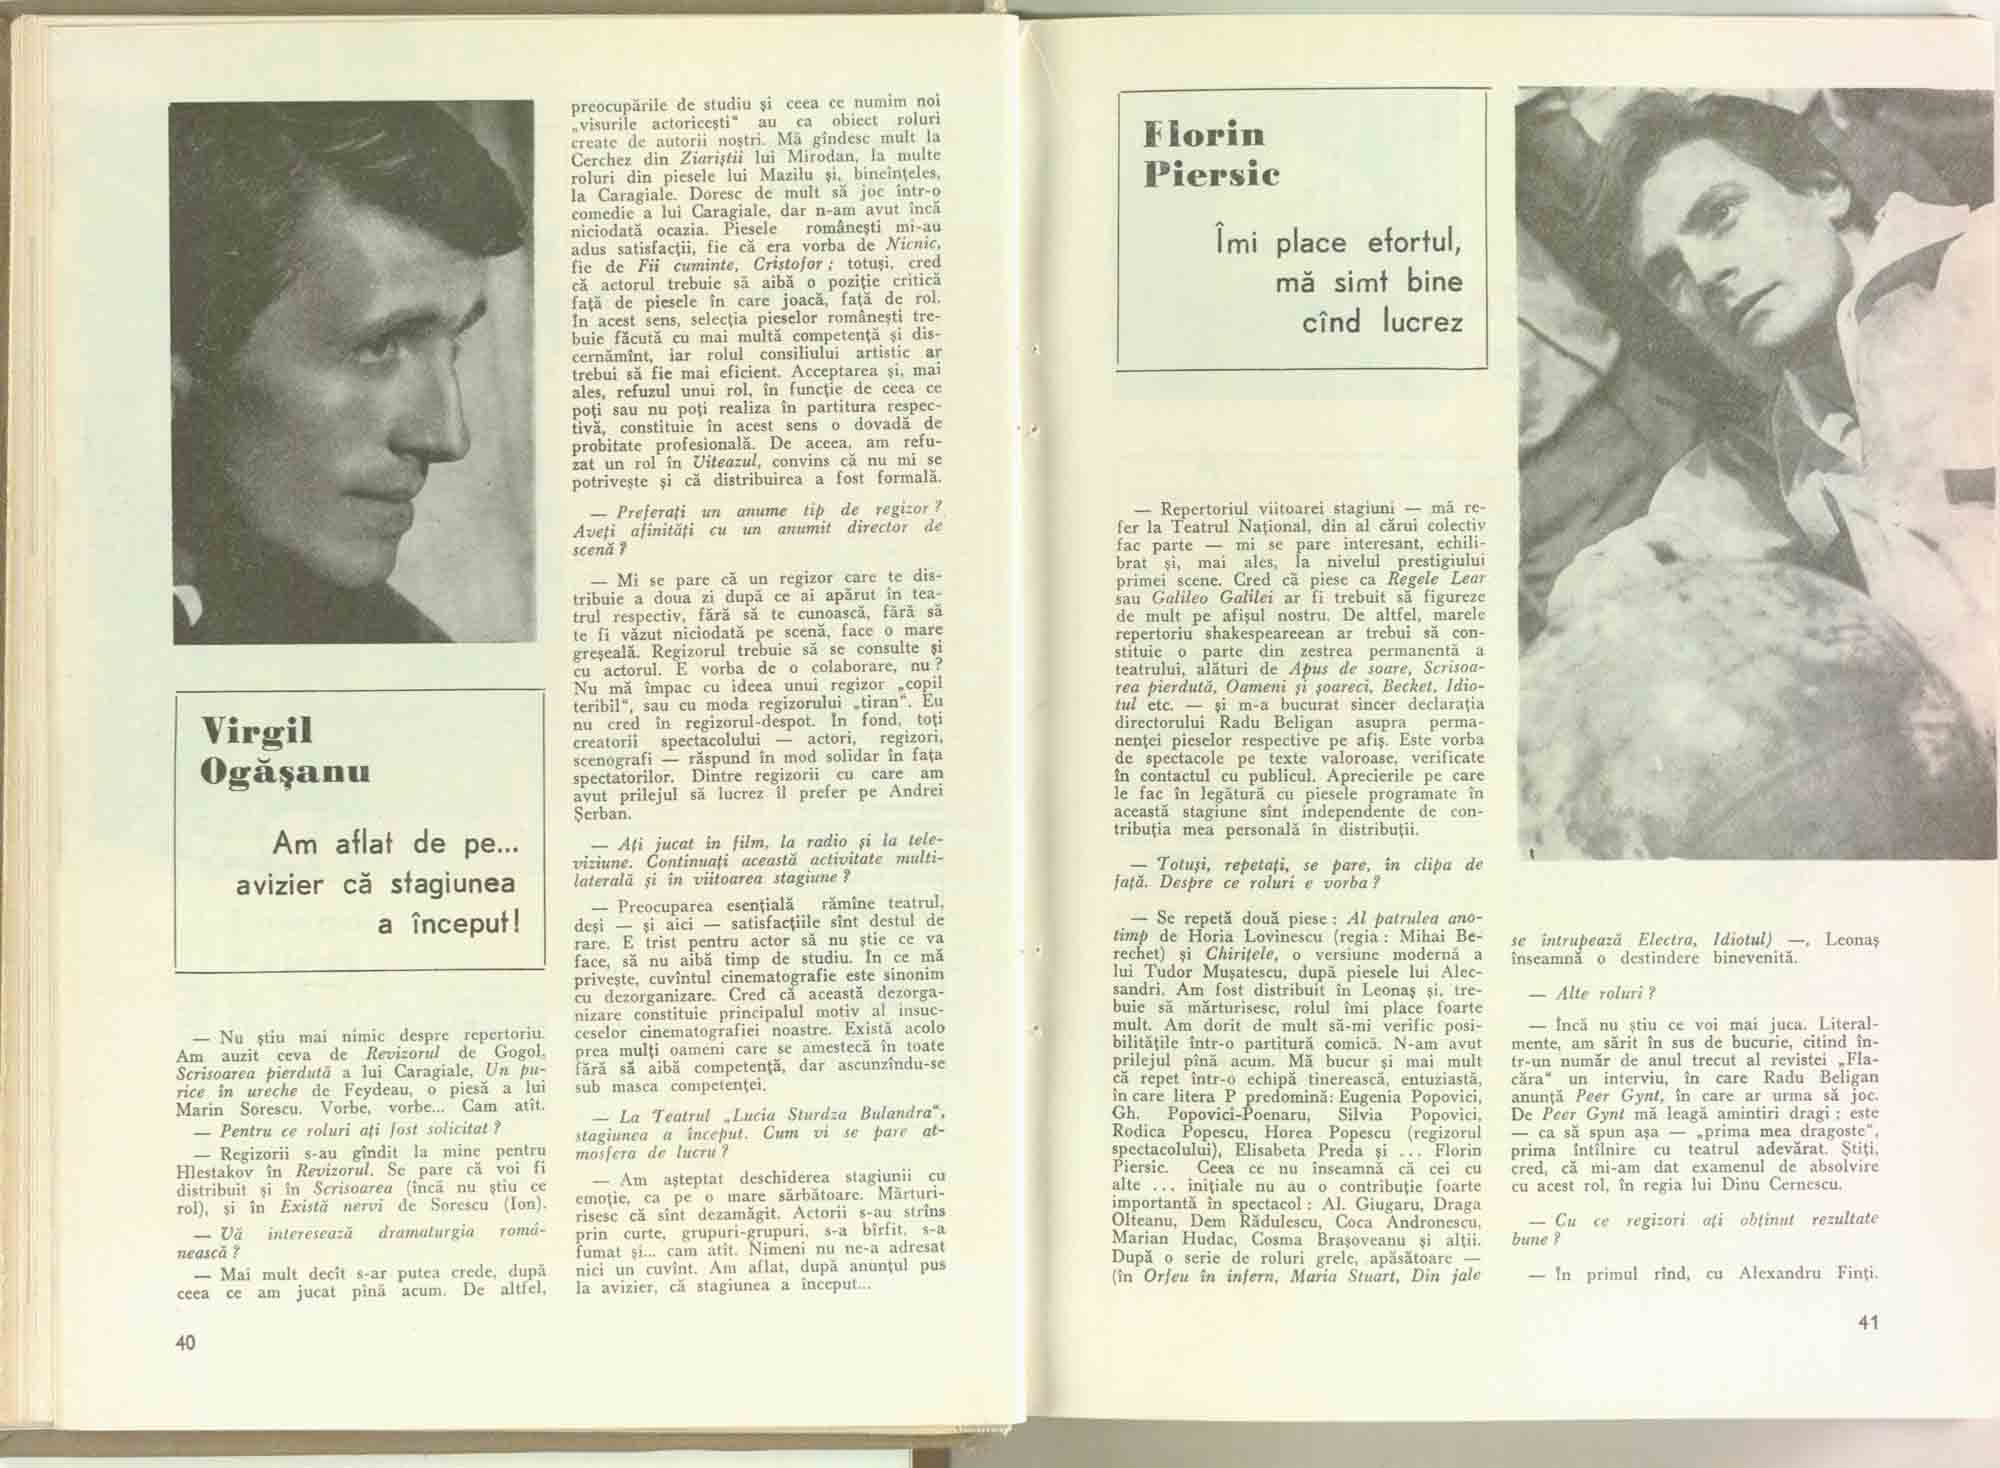 Virgil
Ogășanu
Am aflat de pe...
avizier că stagiunea
a început!
— Nu știu mai nimic despre repertoriu.
Am auzit ceva de Revizorul de Gogol,
Scrisoarea pierdută a lui Caragiale, Un pu-
rice în ureche de Feydeau, o piesă a lui
Marin Sorescu. Vorbe, vorbe... Cam atît.
— Pentru ce roluri ați fost solicitat ?
— Regizorii s-au gîndit la mine pentru
Hlestakov în Revizorul. Se pare că voi fi
distribuit și în Scrisoarea (încă nu știu ce
rol), și în Există nervi de Sorescu (Ion).
— Vă interesează dramaturgia romă-
nească ?
— Mai mult decît s-ar putea crede, după
ceea ce am jucat pînă acum. De altfel,
40
preocupările de studiu și ceea ce numim noi
„visurile actoricești“ au ca obiect roluri
create de autorii noștri. Mă gîndesc mult la
Cerchez din Ziariștii lui Mirodan, la multe
roluri din piesele lui Mazilu și, bineînțeles,
la Caragiale. Doresc de mult să joc într-o
comedie a lui Caragiale, dar n-am avut încă
niciodată ocazia. Piesele românești mi-au
adus satisfacții, fie că era vorba de Nicnic,
fie de Fii cuminte, Cristofor ; totuși, cred
că actorul trebuie să aibă o poziție critică
față de piesele în care joacă, față de rol.
În acest sens, selecția pieselor românești tre-
buie făcută cu mai multă competență și dis-
cernămînt, iar rolul consiliului artistic ar
trebui să fie mai eficient. Acceptarea și, mai
ales, refuzul unui rol, în funcție de ceea ce
poți sau nu poți realiza în partitura respec-
tivă, constituie în acest sens o dovadă de
probitate profesională. De aceea, am refu-
zat un rol în Viteazul, convins că nu mi se
potrivește și că distribuirea a fost formală.
— Preferați un anume tip de regizor ?
Aveți afinități cu un anumit director de
scenă ?
— Mi se pare că un regizor care te dis-
tribuie a doua zi după ce ai apărut în tea-
trul respectiv, fără să te cunoască, fără să
te fi văzut niciodată pe scenă, face o mare
greșeală. Regizorul trebuie să se consulte și
cu actorul. E vorba de o colaborare, nu ?
Nu mă împac cu ideea unui regizor „copil
teribil“, sau cu moda regizorului „tiran“. Eu
nu cred în regizorul-despot. În fond, toți
creatorii spectacolului — actori, regizori,
scenografi — răspund în mod solidar în fața
spectatorilor. Dintre regizorii cu care am
avut prilejul să lucrez îl prefer pe Andrei
Șerban.
— Ați jucat în film, la radio și la tele-
viziune. Continuați această activitate multi-
laterală și în viitoarea stagiune ?
— Preocuparea esențială rămîne teatrul,
deși — și aici — satisfacțiile sînt destul de
rare. E trist pentru actor să nu știe ce va
face, să nu aibă timp de studiu. În ce mă
privește, cuvîntul cinematografie este sinonim
cu dezorganizare. Cred că această dezorga-
nizare constituie principalul motiv al insuc-
ceselor cinematografiei noastre. Există acolo
prea mulți oameni care se amestecă în toate
fără să aibă competență, dar ascunzîndu-se
sub masca competenței.
— La Teatrul „Lucia Sturdza Bulandra“,
stagiunea a început. Cum vi se pare at-
mosfera de lucru ?
— Am așteptat deschiderea stagiunii cu
emoție, ca pe o mare sărbătoare. Mărturi-
risesc că sînt dezamăgit. Actorii s-au strîns
prin curte, grupuri-grupuri, s-a bîrfit, s-a
fumat și... cam atît. Nimeni nu ne-a adresat
nici un cuvînt. Am aflat, după anunțul pus
la avizier, că stagiunea a început...
Florin
Piersic
Îmi place efortul,
mă simt bine
cînd lucrez
— Repertoriul viitoarei stagiuni — mă re-
fer la Teatrul Național, din al cărui colectiv
fac parte — mi se pare interesant, echili-
brat și, mai ales, la nivelul prestigiului
primei scene. Cred că piese ca Regele Lear
sau Galileo Galilei ar fi trebuit să figureze
de mult pe afișul nostru. De altfel, marele
repertoriu shakespeareean ar trebui să con-
stituie o parte din zestrea permanentă a
teatrului, alături de Apus de soare, Scrisoa-
rea pierdută, Oameni și șoareci, Becket, Idio-
tul etc. — și m-a bucurat sincer declarația
directorului Radu Beligan asupra perma-
nenței pieselor respective pe afiș. Este vorba
de spectacole pe texte valoroase, verificate
în contactul cu publicul. Aprecierile pe care
le fac în legătură cu piesele programate în
această stagiune sînt independente de con-
tribuția mea personală în distribuții.
— Totuși, repetați, se pare, în clipa de
față. Despre ce roluri e vorba ?
— Se repetă două piese : Al patrulea ano-
timp de Horia Lovinescu (regia : Mihai Be-
rechet) și Chirițele, o versiune modernă a
lui Tudor Mușatescu, după piesele lui Alec-
sandri. Am fost distribuit în Leonaș și, tre-
buie să mărturisesc, rolul îmi place foarte
mult. Am dorit de mult să-mi verific posi-
bilitățile într-o partitură comică. N-am avut
prilejul pînă acum. Mă bucur și mai mult
că repet într-o echipă tinerească, entuziastă,
în care litera P predomină: Eugenia Popovici,
Gh. Popovici-Poenaru, Silvia Popovici,
Rodica Popescu, Horea Popescu (regizorul
spectacolului), Elisabeta Preda și ... Florin
Piersic. Ceea ce nu înseamnă că cei cu
alte ... inițiale nu au o contribuție foarte
importantă în spectacol : Al. Giugaru, Draga
Olteanu, Dem Rădulescu, Coca Andronescu,
Marian Hudac, Cosma Brașoveanu și alții.
După o serie de roluri grele, apăsătoare —
(în Orfeu în infern, Maria Stuart, Din jale
se întrupează Electra, Idiotul) —, Leonaș
înseamnă o destindere binevenită.
— Alte roluri ?
— Încă nu știu ce voi mai juca. Literal-
mente, am sărit în sus de bucurie, citind în-
tr-un număr de anul trecut al revistei „Fla-
căra“ un interviu, în care Radu Beligan
anunță Peer Gynt, în care ar urma să joc.
De Peer Gynt mă leagă amintiri dragi : este
— ca să spun așa — „prima mea dragoste“,
prima întîlnire cu teatrul adevărat. Știți,
cred, că mi-am dat examenul de absolvire
cu acest rol, în regia lui Dinu Cernescu.
— Cu ce regizori ați obținut rezultate
bune ?
— În primul rînd, cu Alexandru Finți.
41